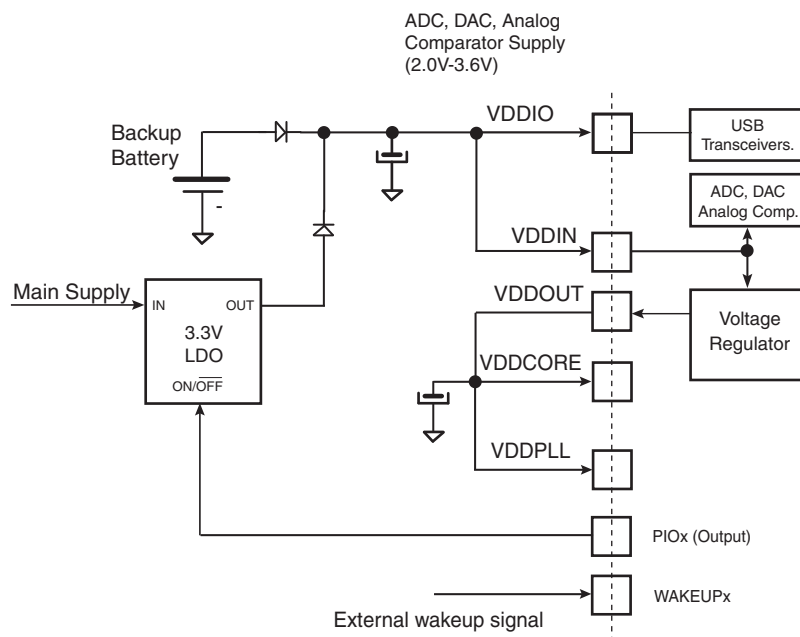 ADC, DAC, Analog
Comparator Supply
(2.0V-3.6V)
VDDIO
USB
Transceivers.
Backup
Battery
-
ADC, DAC
Analog Comp.
VDDIN
Main Supply
IN
OUT
3.3V
LDO
ON/OFF
VDDOUT
Voltage
Regulator
VDDCORE
VDDPLL
PIOx (Output)
WAKEUPx
External wakeup signal